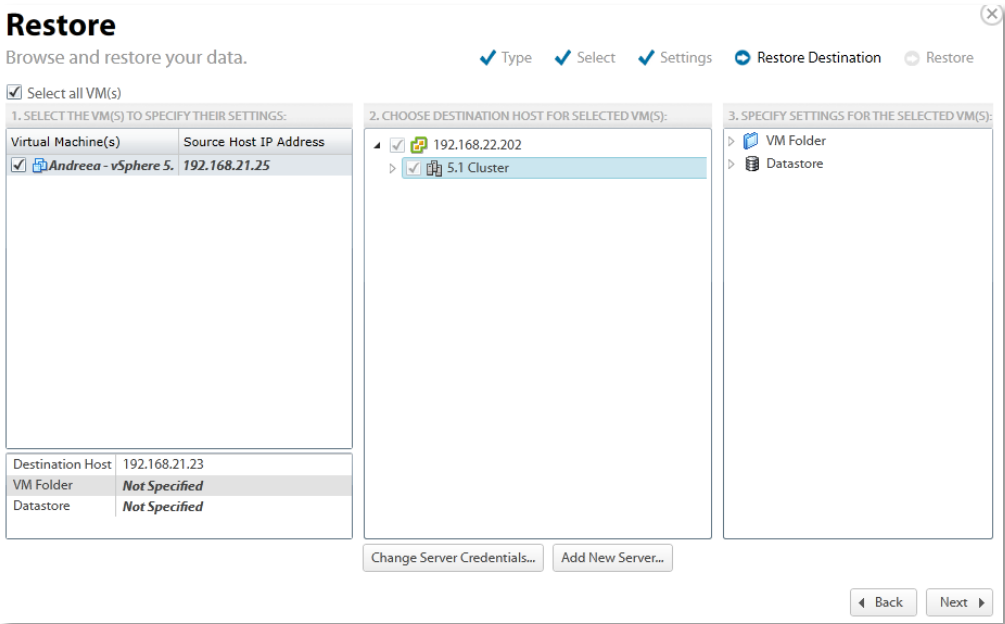 Restore
Browse and restore your data.
Type Select Settings Restore Destination Restore
Select all VM(s)
1. SELECT THE VM(S) TO SPECIFY THEIR SETTINGS:
Virtual Machine(s) Source Host IP Address
Andreea - vSphere 5. 192.168.21.25
Destination Host 192.168.21.23
VM Folder Not Specified
Datastore Not Specified
2. CHOOSE DESTINATION HOST FOR SELECTED VM(S):
192.168.22.202
5.1 Cluster
Change Server Credentials... Add New Server...
3. SPECIFY SETTINGS FOR THE SELECTED VM(S):
VM Folder
Datastore
Back Next